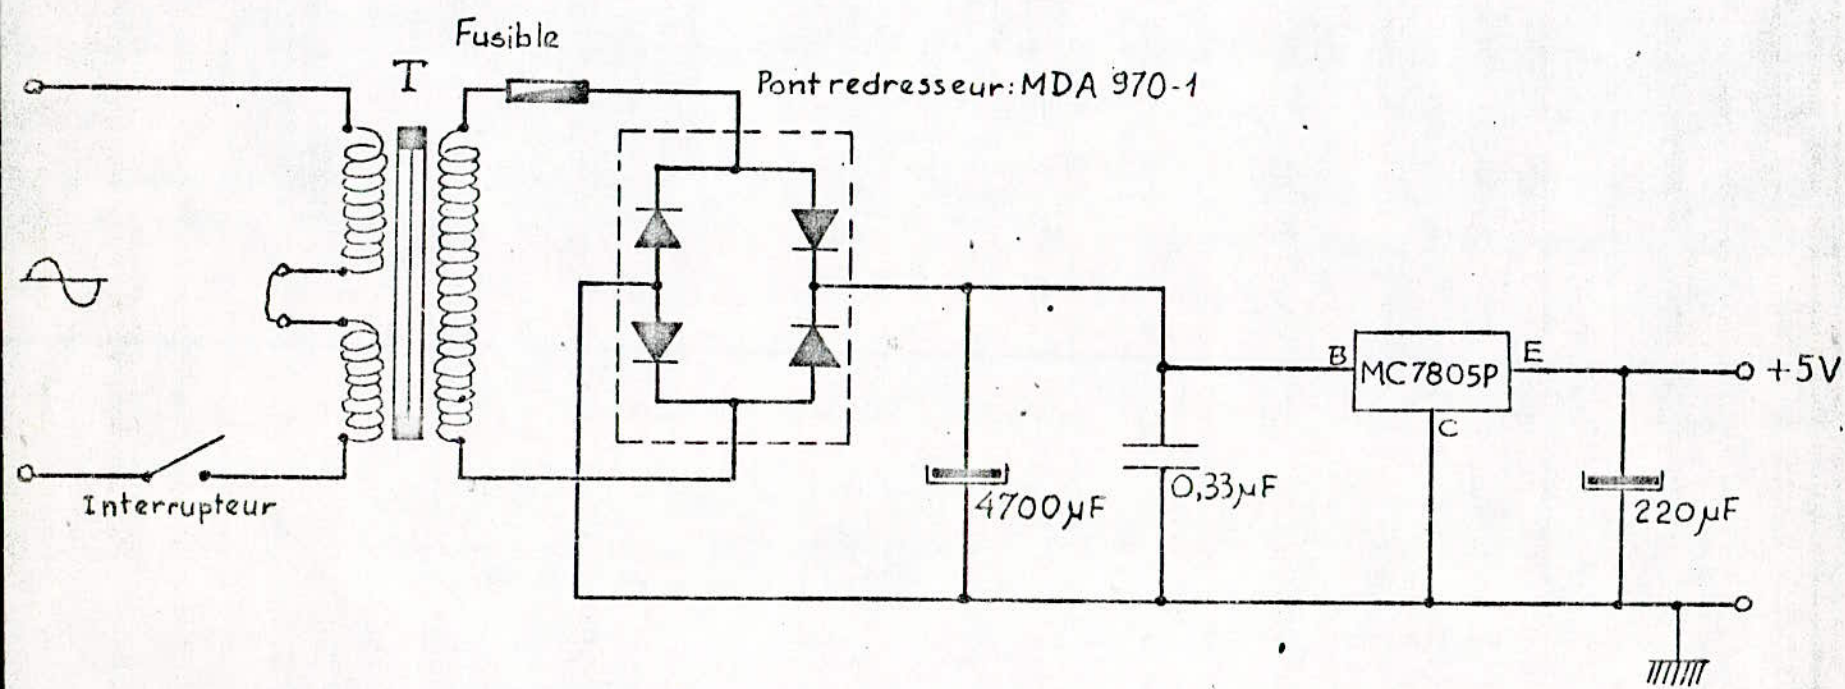 Fusible
T
Pont redresseur: MDA 970-1
B
MC7805P
E
+5V
C
Interrupteur
4700µF
0,33µF
220µF